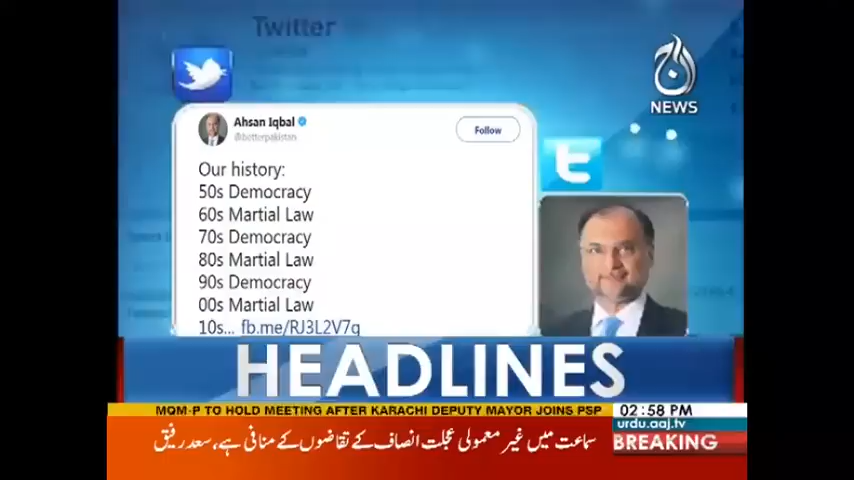 Twitter
آج
NEWS
Ahsan Iqbal
@betterpakistan
Follow
Our history:
50s Democracy
60s Martial Law
70s Democracy
80s Martial Law
90s Democracy
00s Martial Law
10s... fb.me/RJ3L2V7q
HEADLINES
MQM-P TO HOLD MEETING AFTER KARACHI DEPUTY MAYOR JOINS PSP
02:58 PM
urdu.aaj.tv
BREAKING
سماعت میں غیر معمولی عجلت انصاف کے تقاضوں کے منافی ہے، سعد رفیق